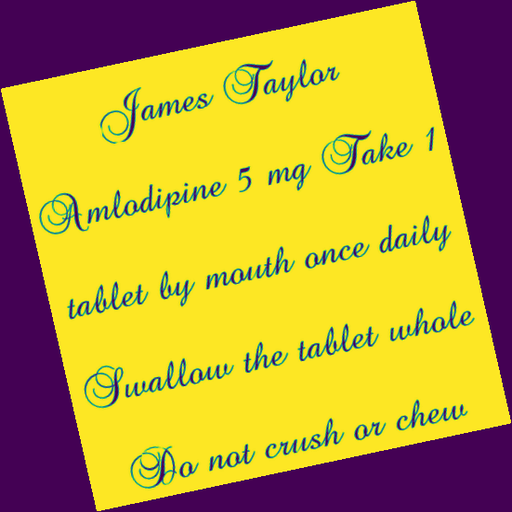 James Taylor
Amlodipine 5 mg Take 1
tablet by mouth once daily
Swallow the tablet whole
Do not crush or chew